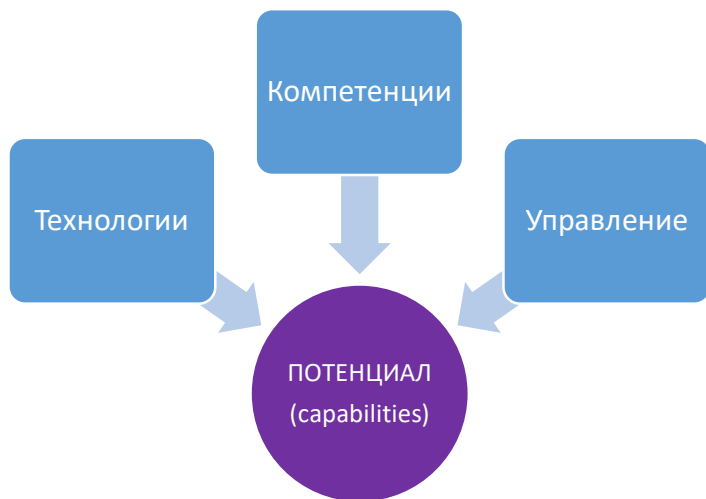 Компетенции
Технологии
Управление
ПОТЕНЦИАЛ
(capabilities)